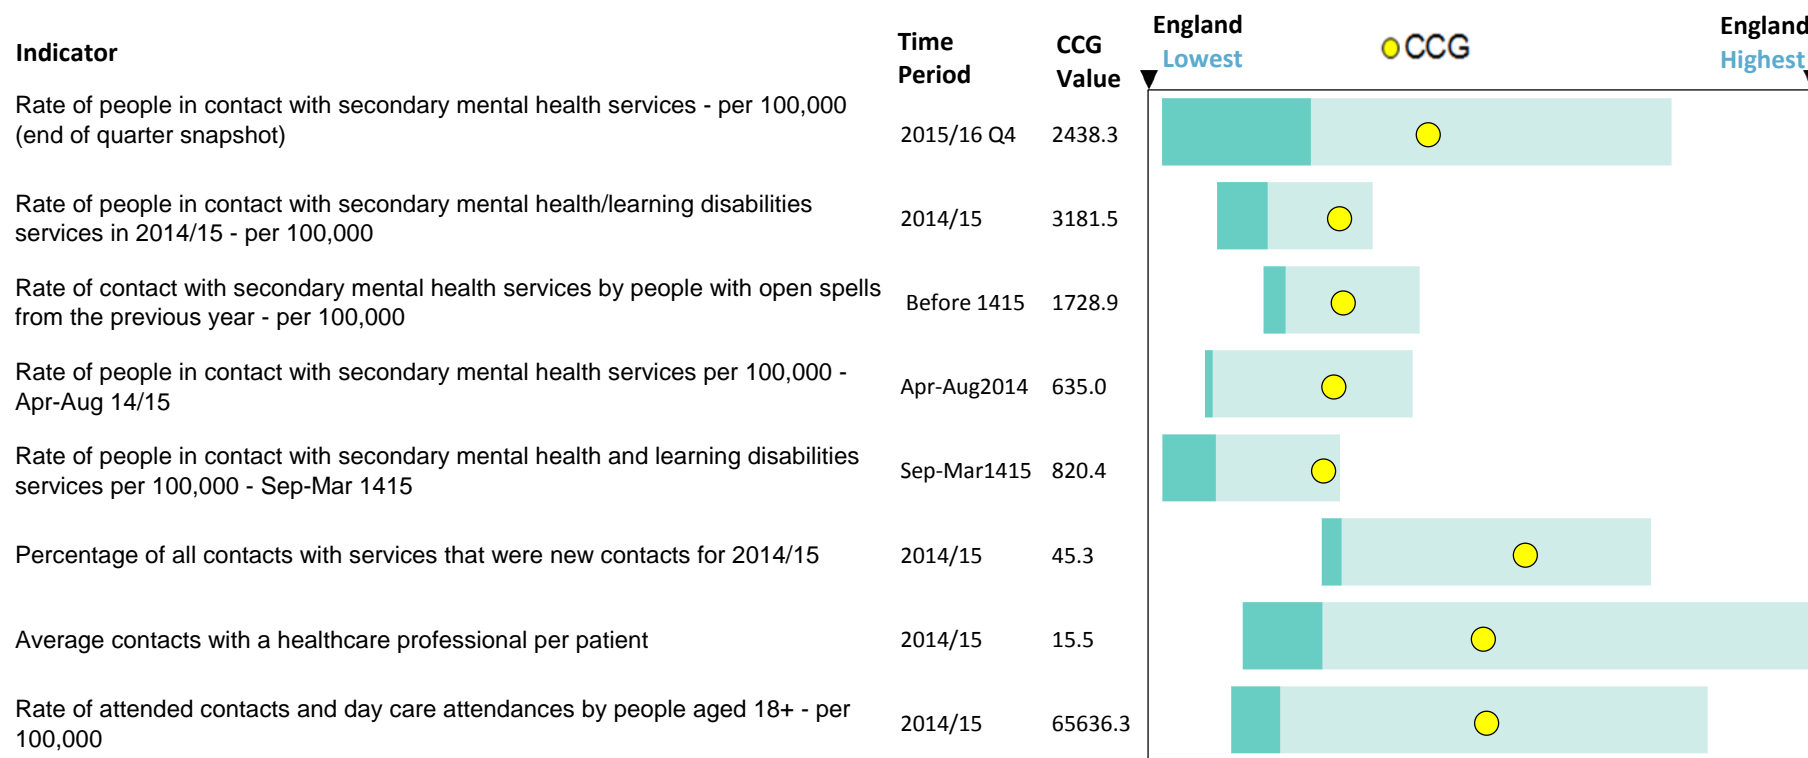 Indicator
Time Period
CCG Value
England Lowest
CCG
England Highest
Rate of people in contact with secondary mental health services - per 100,000
(end of quarter snapshot)
2015/16 Q4 2438.3
Rate of people in contact with secondary mental health/learning disabilities
services in 2014/15 - per 100,000
2014/15 3181.5
Rate of contact with secondary mental health services by people with open spells
from the previous year - per 100,000
Before 1415 1728.9
Rate of people in contact with secondary mental health services per 100,000 -
Apr-Aug 14/15
Apr-Aug2014 635.0
Rate of people in contact with secondary mental health and learning disabilities
services per 100,000 - Sep-Mar 1415
Sep-Mar1415 820.4
Percentage of all contacts with services that were new contacts for 2014/15 2014/15 45.3
Average contacts with a healthcare professional per patient 2014/15 15.5
Rate of attended contacts and day care attendances by people aged 18+ - per
100,000
2014/15 65636.3